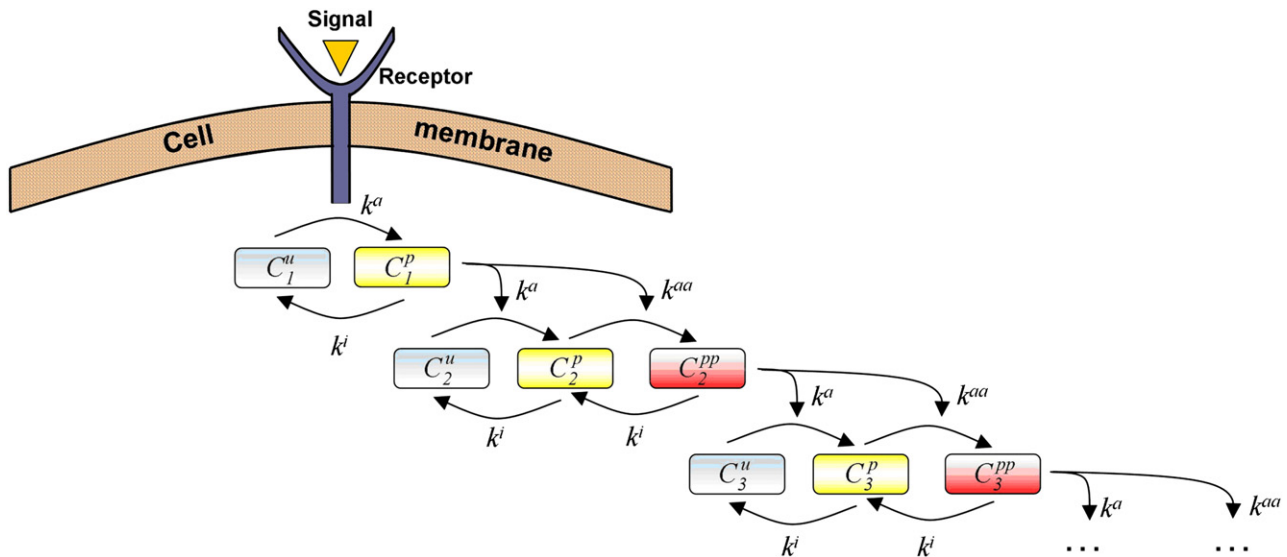 Signal
Receptor
Cell membrane
k^a
C_1^u C_1^p
k^a k^aa
k^i
C_2^u C_2^p C_2^pp
k^a k^aa
k^i k^i
C_3^u C_3^p C_3^pp
k^a k^aa
k^i k^i
... ...